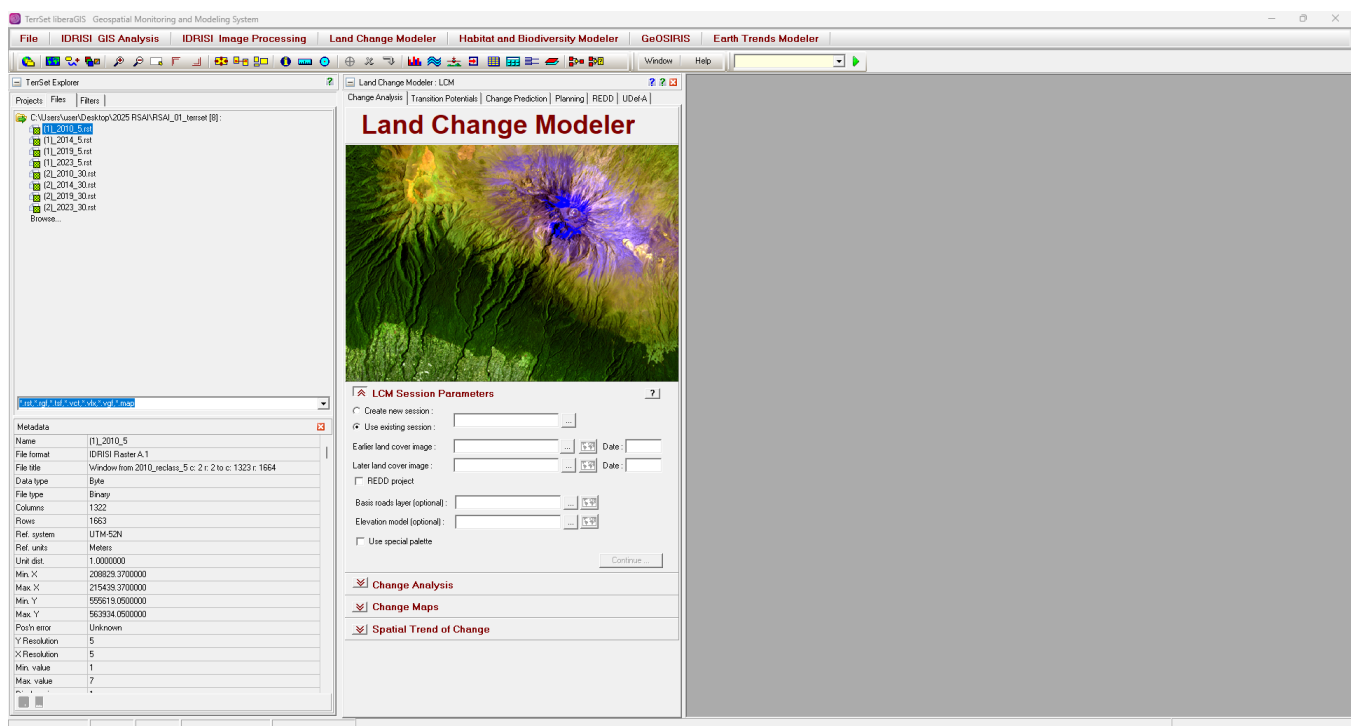 TerrSet liberaGIS   Geospatial Monitoring and Modeling System
File   IDRISI GIS Analysis   IDRISI Image Processing   Land Change Modeler   Habitat and Biodiversity Modeler   GeOSIRIS   Earth Trends Modeler
Window   Help
TerrSet Explorer
Projects   Files   Filters
C:\Users\user\Desktop\2025 RSAI\RSAI_01_terrset [8] :
(1)_2010_5.rst
(1)_2014_5.rst
(1)_2019_5.rst
(1)_2023_5.rst
(2)_2010_30.rst
(2)_2014_30.rst
(2)_2019_30.rst
(2)_2023_30.rst
Browse...
*.rst,*.rgf,*.tsf,*.vct,*.vlx,*.vgf,*.map
Metadata
Name   (1)_2010_5
File format   IDRISI Raster A.1
File title   Window from 2010_reclass_5 c: 2 r: 2 to c: 1323 r: 1664
Data type   Byte
File type   Binary
Columns   1322
Rows   1663
Ref. system   UTM-52N
Ref. units   Meters
Unit dist.   1.0000000
Min. X   208829.3700000
Max. X   215439.3700000
Min. Y   555619.0500000
Max. Y   563934.0500000
Pos'n error   Unknown
Y Resolution   5
X Resolution   5
Min. value   1
Max. value   7
Land Change Modeler : LCM
Change Analysis   Transition Potentials   Change Prediction   Planning   REDD   UDef-A
Land Change Modeler
LCM Session Parameters   ?
Create new session :
Use existing session :   ...
Earlier land cover image :   ...   Date :
Later land cover image :   ...   Date :
REDD project
Basis roads layer (optional) :   ...
Elevation model (optional) :   ...
Use special palette
Continue ...
Change Analysis
Change Maps
Spatial Trend of Change